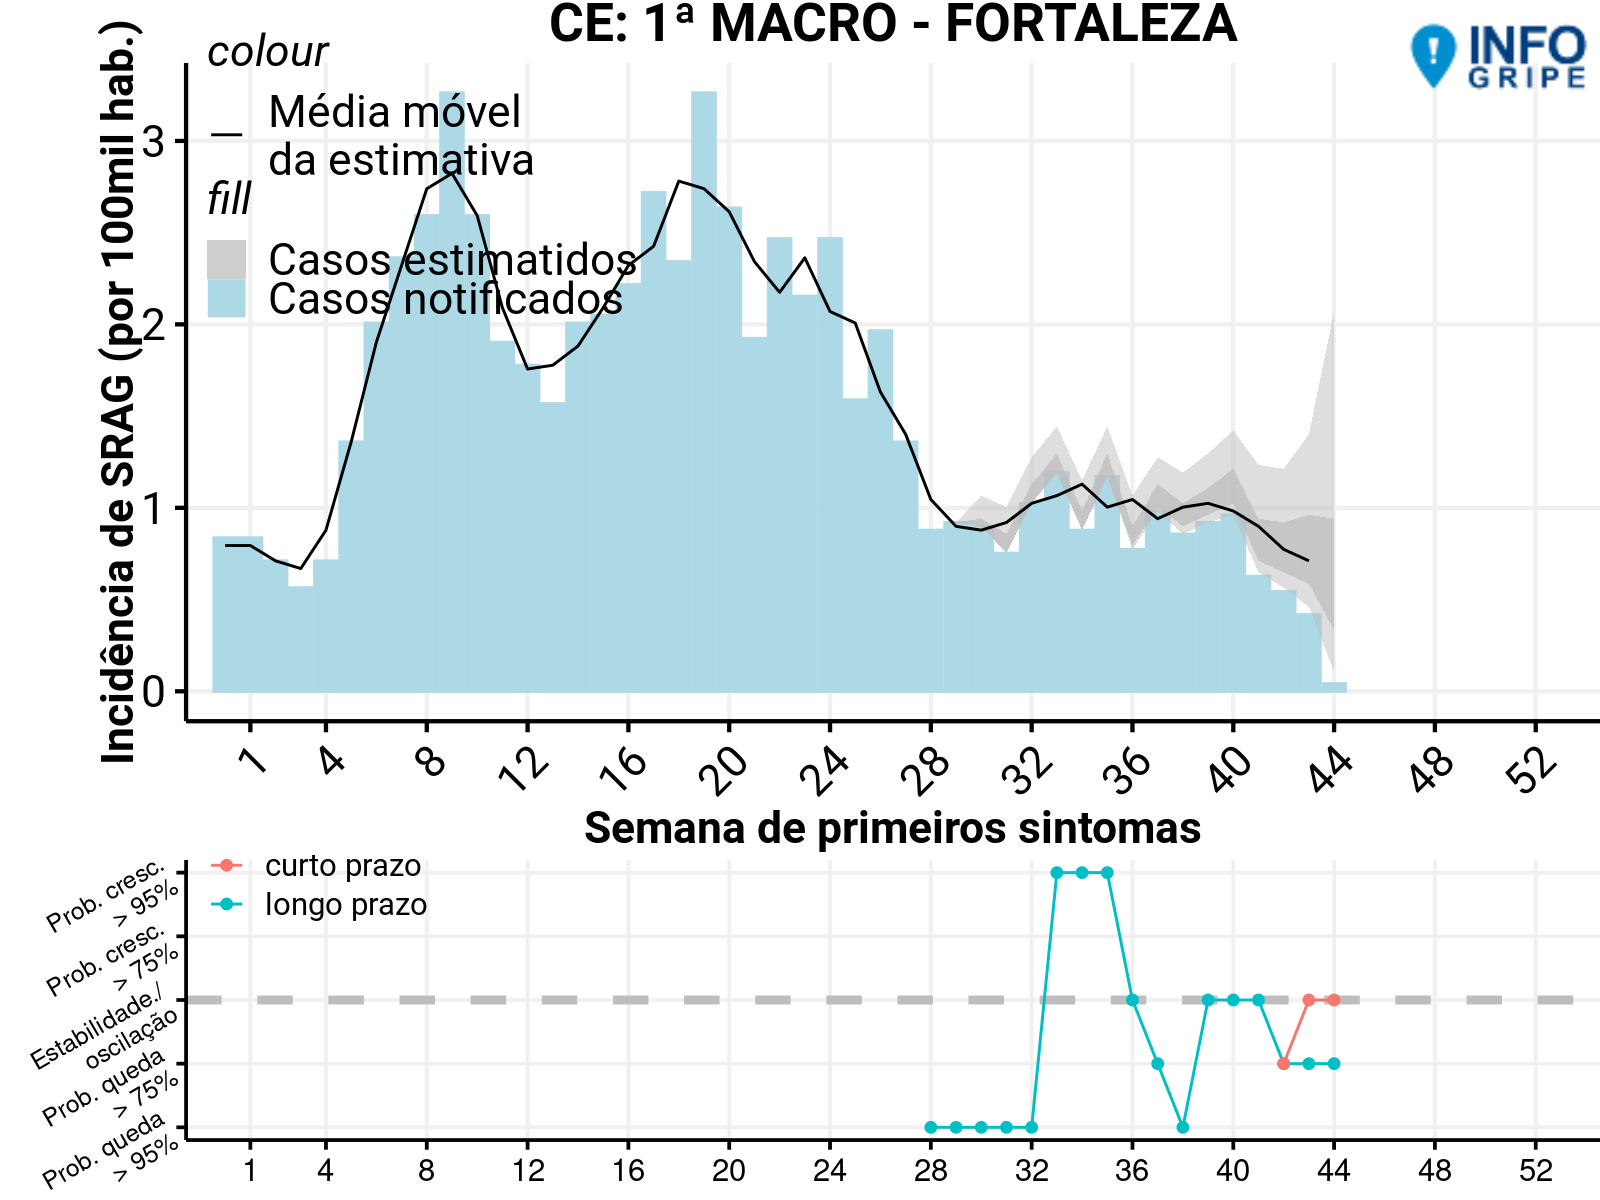 CE: 1ª MACRO - FORTALEZA
INFO
GRIPE
colour
Média móvel
da estimativa
fill
Casos estimatidos
Casos notificados
Incidência de SRAG (por 100mil hab.)
3
2
1
0
1 4 8 12 16 20 24 28 32 36 40 44 48 52
Semana de primeiros sintomas
curto prazo
longo prazo
Prob. cresc.
> 95%
Prob. cresc.
> 75%
Estabilidade./
oscilação
Prob. queda
> 75%
Prob. queda
> 95%
1 4 8 12 16 20 24 28 32 36 40 44 48 52